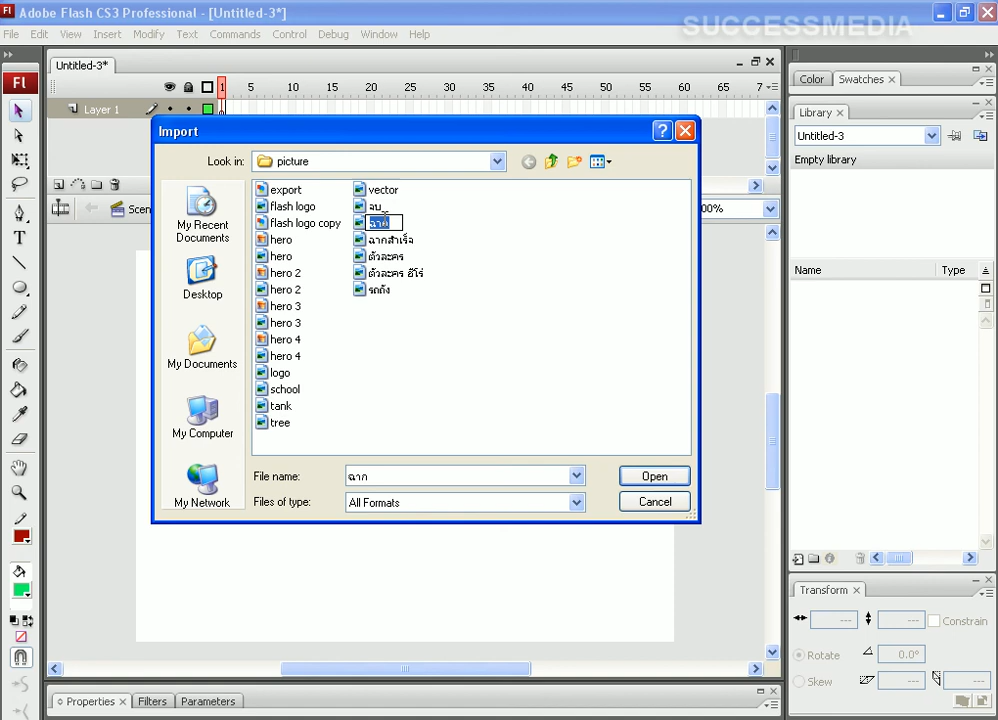 Adobe Flash CS3 Professional - [Untitled-3*]
SUCCESSMEDIA
File Edit View Insert Modify Text Commands Control Debug Window Help
Untitled-3*
1 5 10 15 20 25 30 35 40 45 50 55 60 65 7
Layer 1
Scen
00%
Import
Look in: picture
My Recent Documents
Desktop
My Documents
My Computer
My Network
export
flash logo
flash logo copy
hero
hero
hero 2
hero 2
hero 3
hero 3
hero 4
hero 4
logo
school
tank
tree
vector
จบ
ฉาก
ฉากสำเร็จ
ตัวละคร
ตัวละคร ฮีโร่
รถถัง
File name: ฉาก
Open
Files of type: All Formats
Cancel
Color Swatches
Library
Untitled-3
Empty library
Name Type
Transform
Constrain
Rotate 0.0°
Skew
Properties Filters Parameters